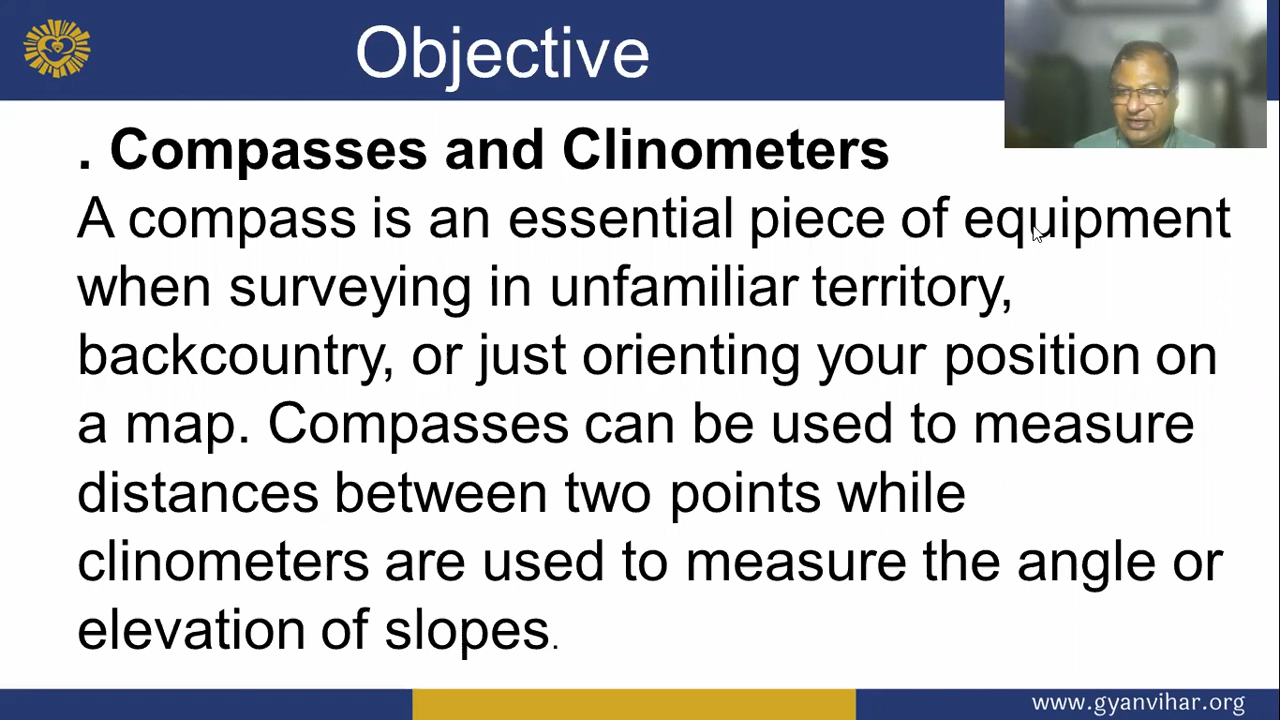 Objective
. Compasses and Clinometers
A compass is an essential piece of equipment
when surveying in unfamiliar territory,
backcountry, or just orienting your position on
a map. Compasses can be used to measure
distances between two points while
clinometers are used to measure the angle or
elevation of slopes.
www.gyanvihar.org